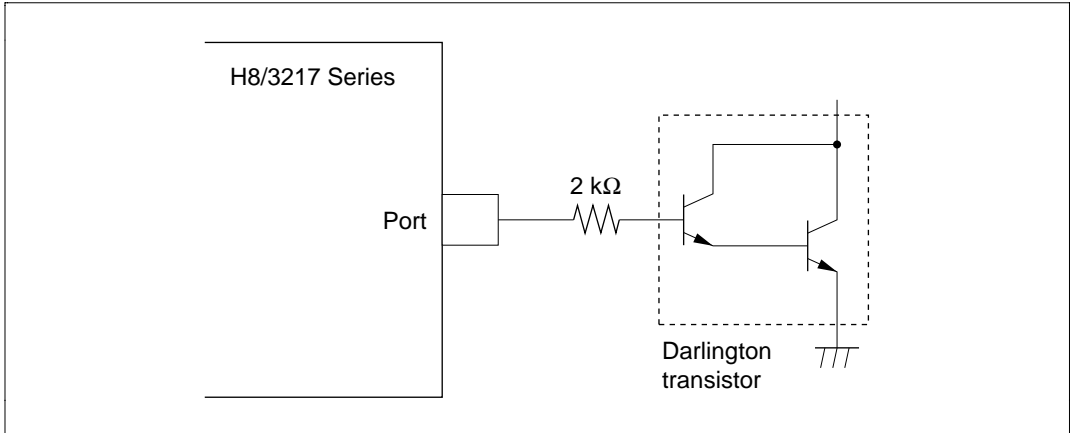 H8/3217 Series
2 kΩ
Port
Darlington
transistor